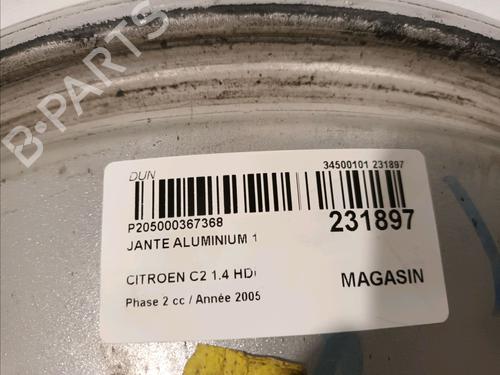 B-PARTS
DUN
34500101 231897
P205000367368
231897
JANTE ALUMINIUM 1
CITROEN C2 1.4 HDi
MAGASIN
Phase 2 cc / Année 2005